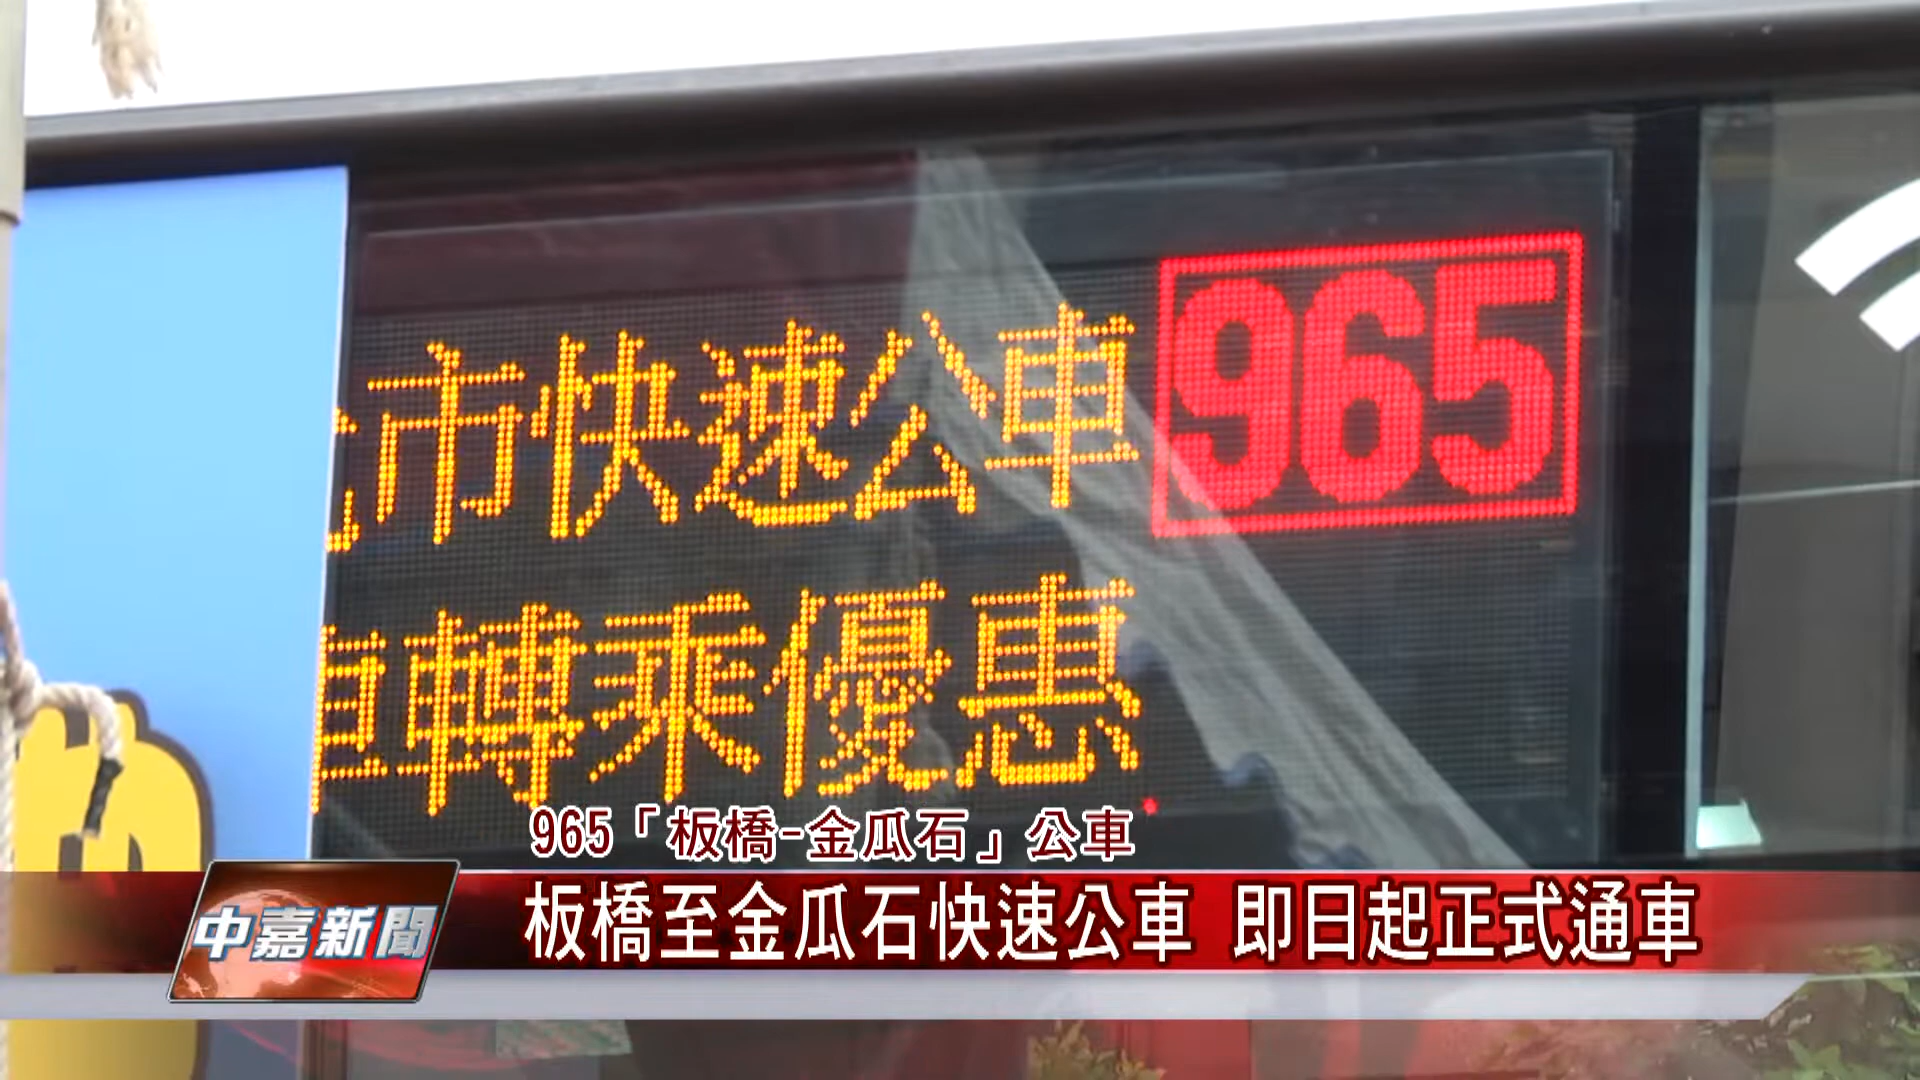 市快速公車 965
車轉乘優惠
965「板橋-金瓜石」公車
板橋至金瓜石快速公車 即日起正式通車
中嘉新聞